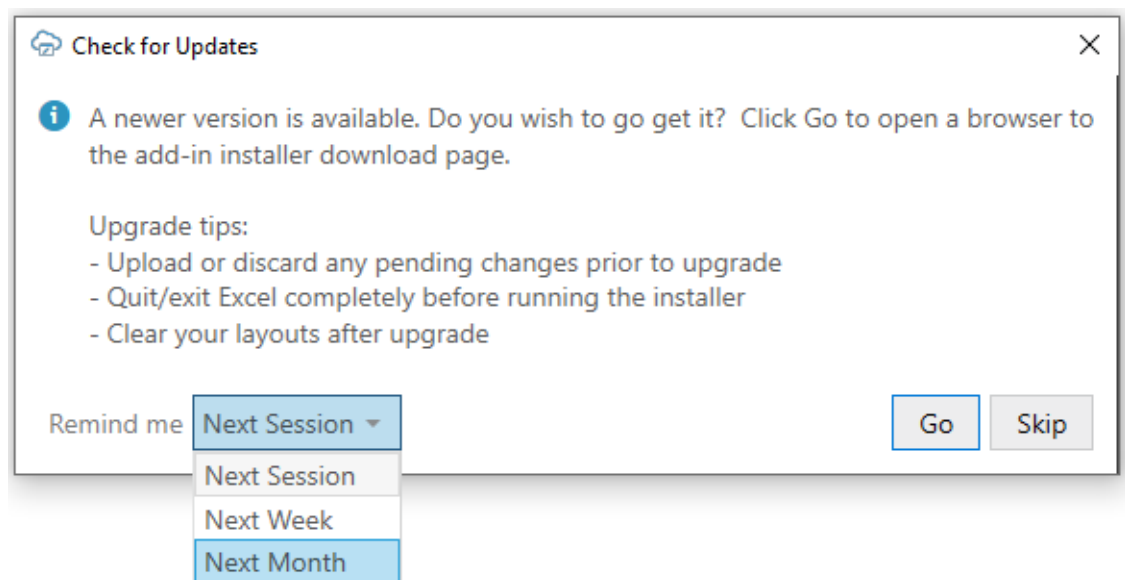 Check for Updates
A newer version is available. Do you wish to go get it?  Click Go to open a browser to
the add-in installer download page.
Upgrade tips:
- Upload or discard any pending changes prior to upgrade
- Quit/exit Excel completely before running the installer
- Clear your layouts after upgrade
Remind me Next Session Go Skip
Next Session
Next Week
Next Month